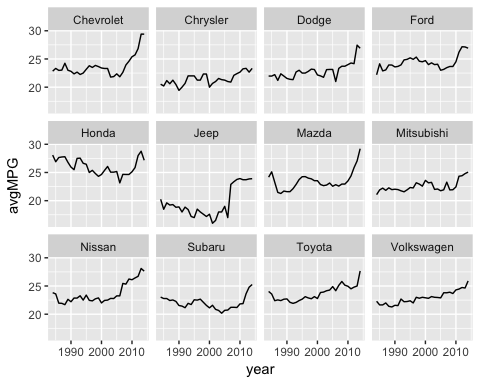 Chevrolet Chrysler Dodge Ford
30
25
20
Honda Jeep Mazda Mitsubishi
30
25
20
Nissan Subaru Toyota Volkswagen
30
25
20
1990 2000 2010 1990 2000 2010 1990 2000 2010 1990 2000 2010
year
avgMPG